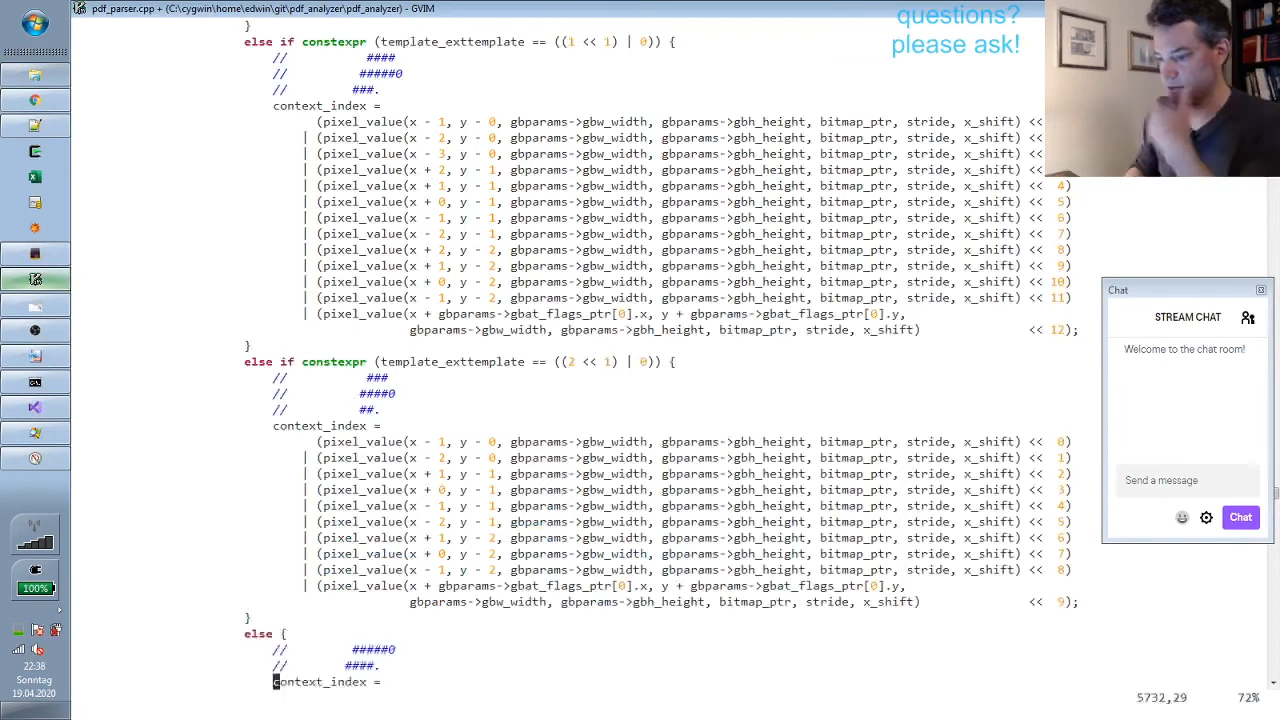 pdf_parser.cpp + (C:\cygwin\home\edwin\git\pdf_analyzer\pdf_analyzer) - GVIM
questions?
please ask!
}
else if constexpr (template_exttemplate == ((1 << 1) | 0)) {
// ####
// #####0
// ###.
context_index =
(pixel_value(x - 1, y - 0, gbparams->gbw_width, gbparams->gbh_height, bitmap_ptr, stride, x_shift) <<
| (pixel_value(x - 2, y - 0, gbparams->gbw_width, gbparams->gbh_height, bitmap_ptr, stride, x_shift) <<
| (pixel_value(x - 3, y - 0, gbparams->gbw_width, gbparams->gbh_height, bitmap_ptr, stride, x_shift) <<
| (pixel_value(x + 2, y - 1, gbparams->gbw_width, gbparams->gbh_height, bitmap_ptr, stride, x_shift) <<
| (pixel_value(x + 1, y - 1, gbparams->gbw_width, gbparams->gbh_height, bitmap_ptr, stride, x_shift) << 4)
| (pixel_value(x + 0, y - 1, gbparams->gbw_width, gbparams->gbh_height, bitmap_ptr, stride, x_shift) << 5)
| (pixel_value(x - 1, y - 1, gbparams->gbw_width, gbparams->gbh_height, bitmap_ptr, stride, x_shift) << 6)
| (pixel_value(x - 2, y - 1, gbparams->gbw_width, gbparams->gbh_height, bitmap_ptr, stride, x_shift) << 7)
| (pixel_value(x + 2, y - 2, gbparams->gbw_width, gbparams->gbh_height, bitmap_ptr, stride, x_shift) << 8)
| (pixel_value(x + 1, y - 2, gbparams->gbw_width, gbparams->gbh_height, bitmap_ptr, stride, x_shift) << 9)
| (pixel_value(x + 0, y - 2, gbparams->gbw_width, gbparams->gbh_height, bitmap_ptr, stride, x_shift) << 10)
| (pixel_value(x - 1, y - 2, gbparams->gbw_width, gbparams->gbh_height, bitmap_ptr, stride, x_shift) << 11)
| (pixel_value(x + gbparams->gbat_flags_ptr[0].x, y + gbparams->gbat_flags_ptr[0].y,
gbparams->gbw_width, gbparams->gbh_height, bitmap_ptr, stride, x_shift) << 12);
}
else if constexpr (template_exttemplate == ((2 << 1) | 0)) {
// ###
// ####0
// ##.
context_index =
(pixel_value(x - 1, y - 0, gbparams->gbw_width, gbparams->gbh_height, bitmap_ptr, stride, x_shift) << 0)
| (pixel_value(x - 2, y - 0, gbparams->gbw_width, gbparams->gbh_height, bitmap_ptr, stride, x_shift) << 1)
| (pixel_value(x + 1, y - 1, gbparams->gbw_width, gbparams->gbh_height, bitmap_ptr, stride, x_shift) << 2)
| (pixel_value(x + 0, y - 1, gbparams->gbw_width, gbparams->gbh_height, bitmap_ptr, stride, x_shift) << 3)
| (pixel_value(x - 1, y - 1, gbparams->gbw_width, gbparams->gbh_height, bitmap_ptr, stride, x_shift) << 4)
| (pixel_value(x - 2, y - 1, gbparams->gbw_width, gbparams->gbh_height, bitmap_ptr, stride, x_shift) << 5)
| (pixel_value(x + 1, y - 2, gbparams->gbw_width, gbparams->gbh_height, bitmap_ptr, stride, x_shift) << 6)
| (pixel_value(x + 0, y - 2, gbparams->gbw_width, gbparams->gbh_height, bitmap_ptr, stride, x_shift) << 7)
| (pixel_value(x - 1, y - 2, gbparams->gbw_width, gbparams->gbh_height, bitmap_ptr, stride, x_shift) << 8)
| (pixel_value(x + gbparams->gbat_flags_ptr[0].x, y + gbparams->gbat_flags_ptr[0].y,
gbparams->gbw_width, gbparams->gbh_height, bitmap_ptr, stride, x_shift) << 9);
}
else {
// #####0
// ####.
context_index =
5732,29 72%
Chat
STREAM CHAT
Welcome to the chat room!
Send a message
Chat
100%
22:38
Sonntag
19.04.2020